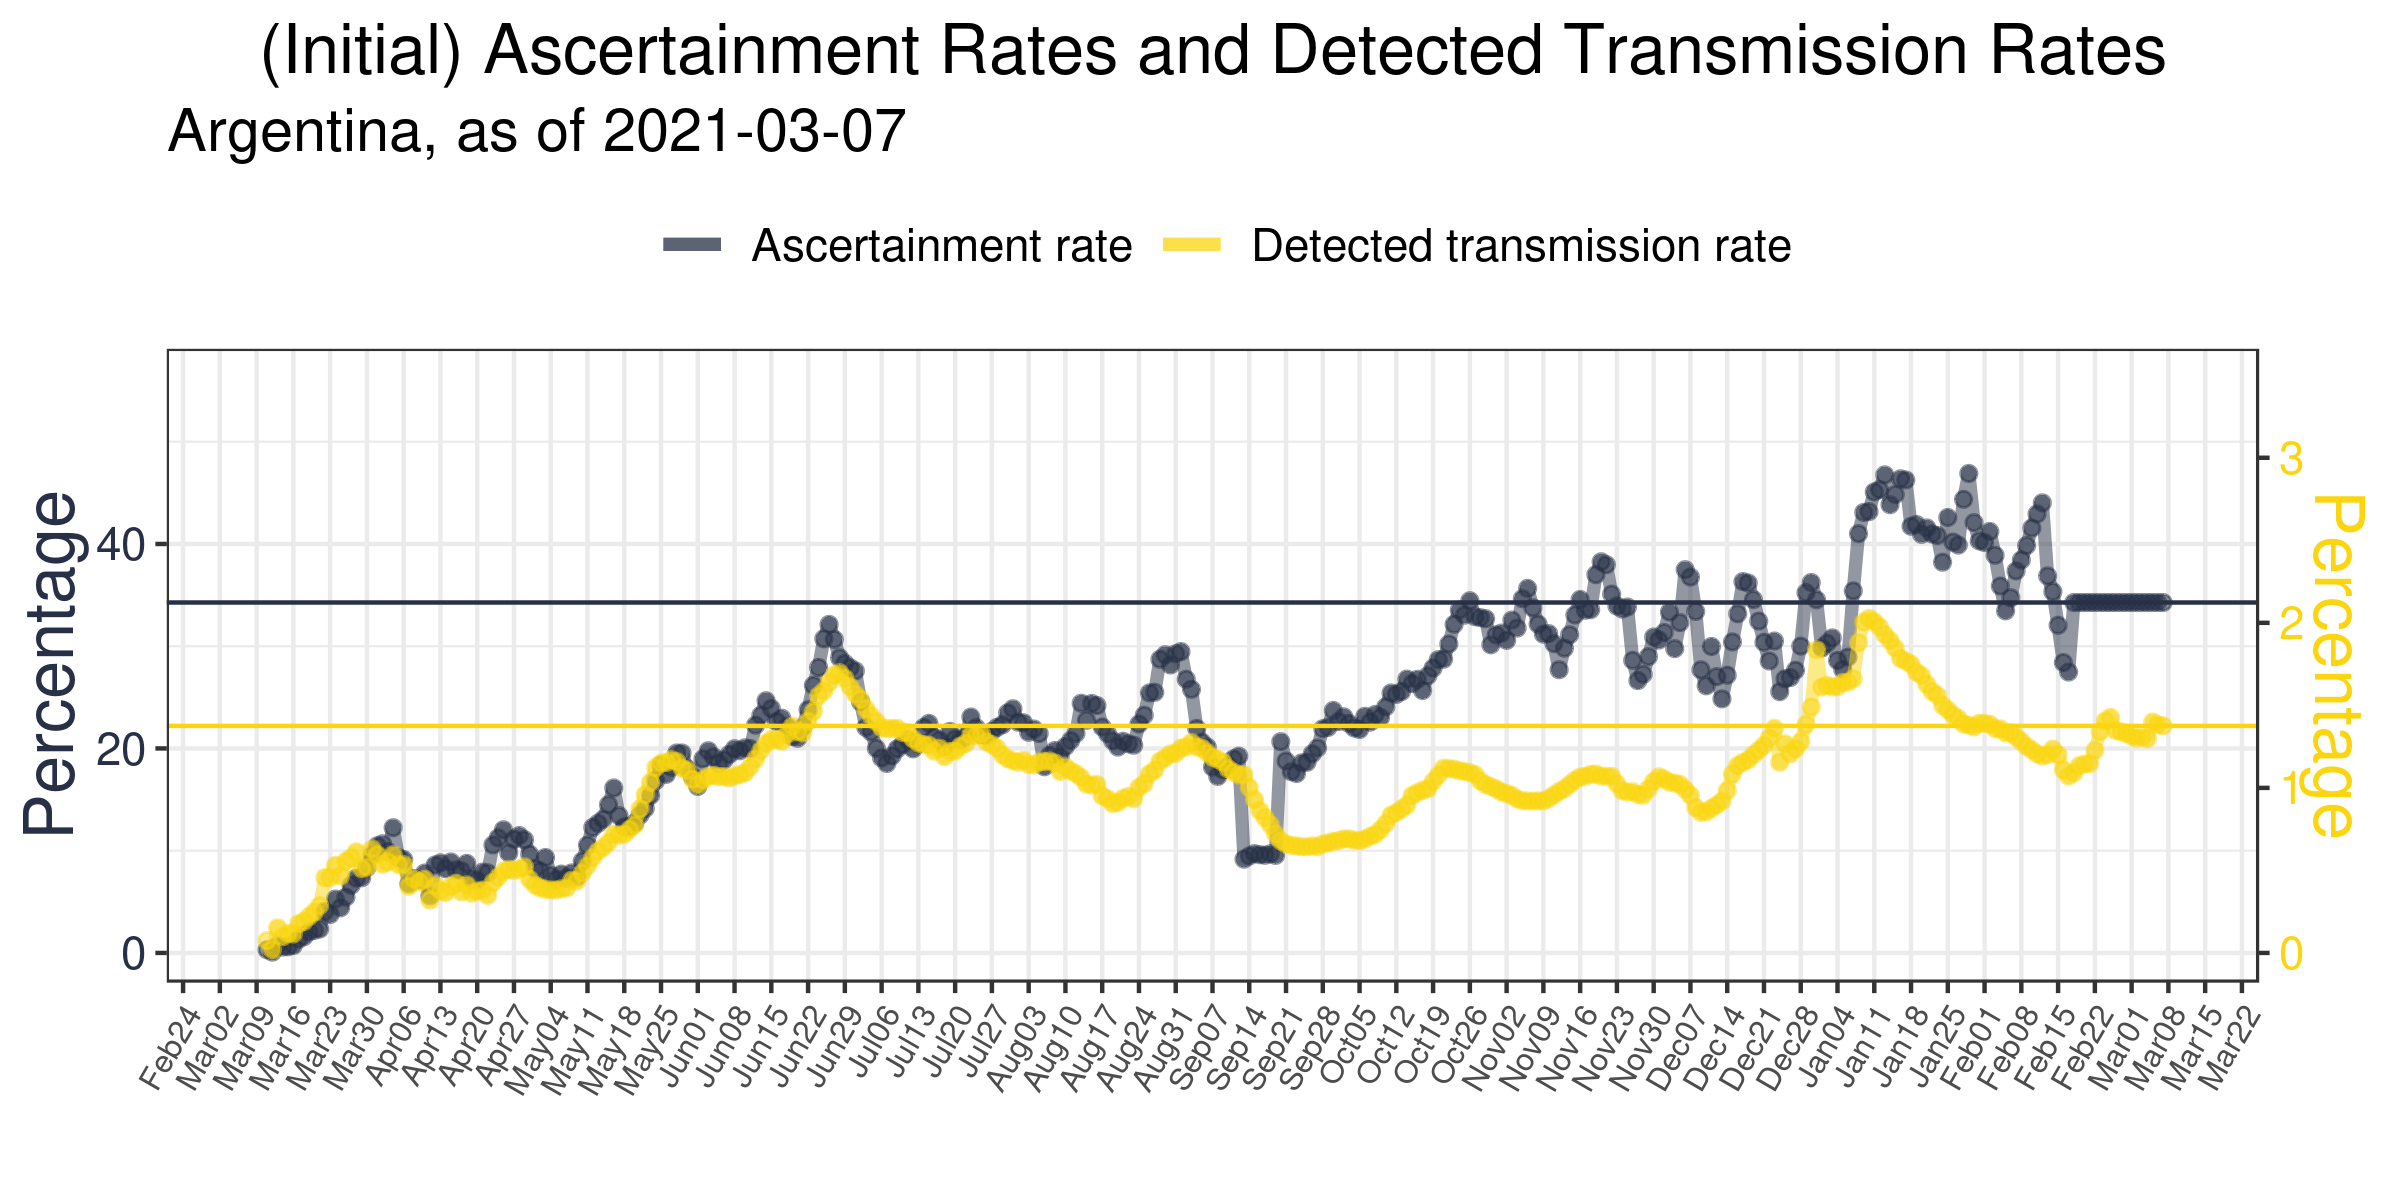 (Initial) Ascertainment Rates and Detected Transmission Rates
Argentina, as of 2021-03-07
Ascertainment rate
Detected transmission rate
Percentage
40
20
0
3
2
1
0
Percentage
Feb24
Mar02
Mar09
Mar16
Mar23
Mar30
Apr06
Apr13
Apr20
Apr27
May04
May11
May18
May25
Jun01
Jun08
Jun15
Jun22
Jun29
Jul06
Jul13
Jul20
Jul27
Aug03
Aug10
Aug17
Aug24
Aug31
Sep07
Sep14
Sep21
Sep28
Oct05
Oct12
Oct19
Oct26
Nov02
Nov09
Nov16
Nov23
Nov30
Dec07
Dec14
Dec21
Dec28
Jan04
Jan11
Jan18
Jan25
Feb01
Feb08
Feb15
Feb22
Mar01
Mar08
Mar15
Mar22